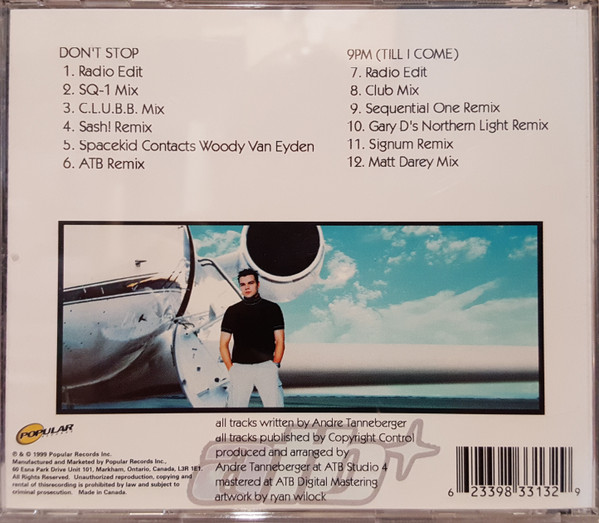 DON'T STOP
1. Radio Edit
2. SQ-1 Mix
3. C.L.U.B.B. Mix
4. Sash! Remix
5. Spacekid Contacts Woody Van Eyden
6. ATB Remix
9PM (TILL I COME)
7. Radio Edit
8. Club Mix
9. Sequential One Remix
10. Gary D's Northern Light Remix
11. Signum Remix
12. Matt Darey Mix
all tracks written by Andre Tanneberger
all tracks published by Copyright Control
produced and arranged by
Andre Tanneberger at ATB Studio 4
mastered at ATB Digital Mastering
artwork by ryan wilock
POPULAR
RECORDS
℗ & © 1999 Popular Records Inc.
Manufactured and Marketed by Popular Records Inc.,
60 Esna Park Drive Unit 101, Markham, Ontario, Canada, L3R 1E1.
All Rights Reserved. Unauthorized reproduction, copying and
rental of thisrecording is prohibited by law and subject to
criminal prosecution. Made in Canada.
atb
6 23398 33132 9